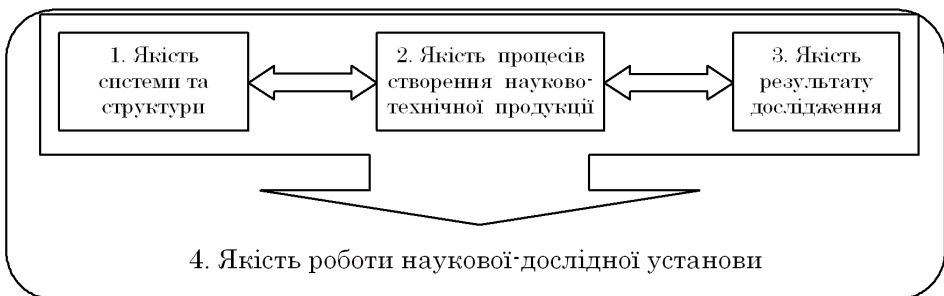 1. Якість
системи та
структури
2. Якість процесів
створення науково-
технічної продукції
3. Якість
результату
дослідження
4. Якість роботи наукової-дослідної установи